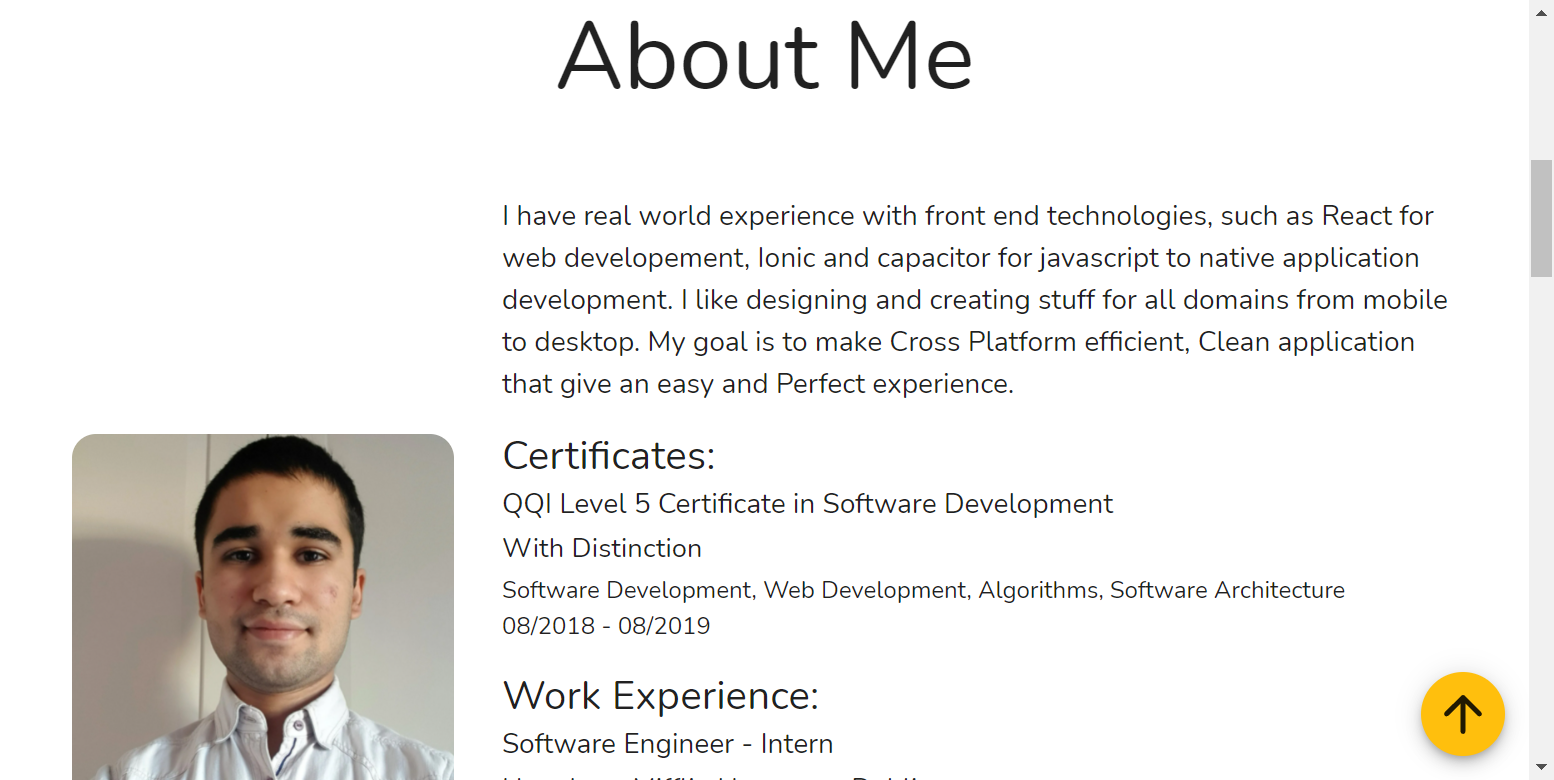 About Me
I have real world experience with front end technologies, such as React for
web developement, Ionic and capacitor for javascript to native application
development. I like designing and creating stuff for all domains from mobile
to desktop. My goal is to make Cross Platform efficient, Clean application
that give an easy and Perfect experience.
Certificates:
QQI Level 5 Certificate in Software Development
With Distinction
Software Development, Web Development, Algorithms, Software Architecture
08/2018 - 08/2019
Work Experience:
Software Engineer - Intern